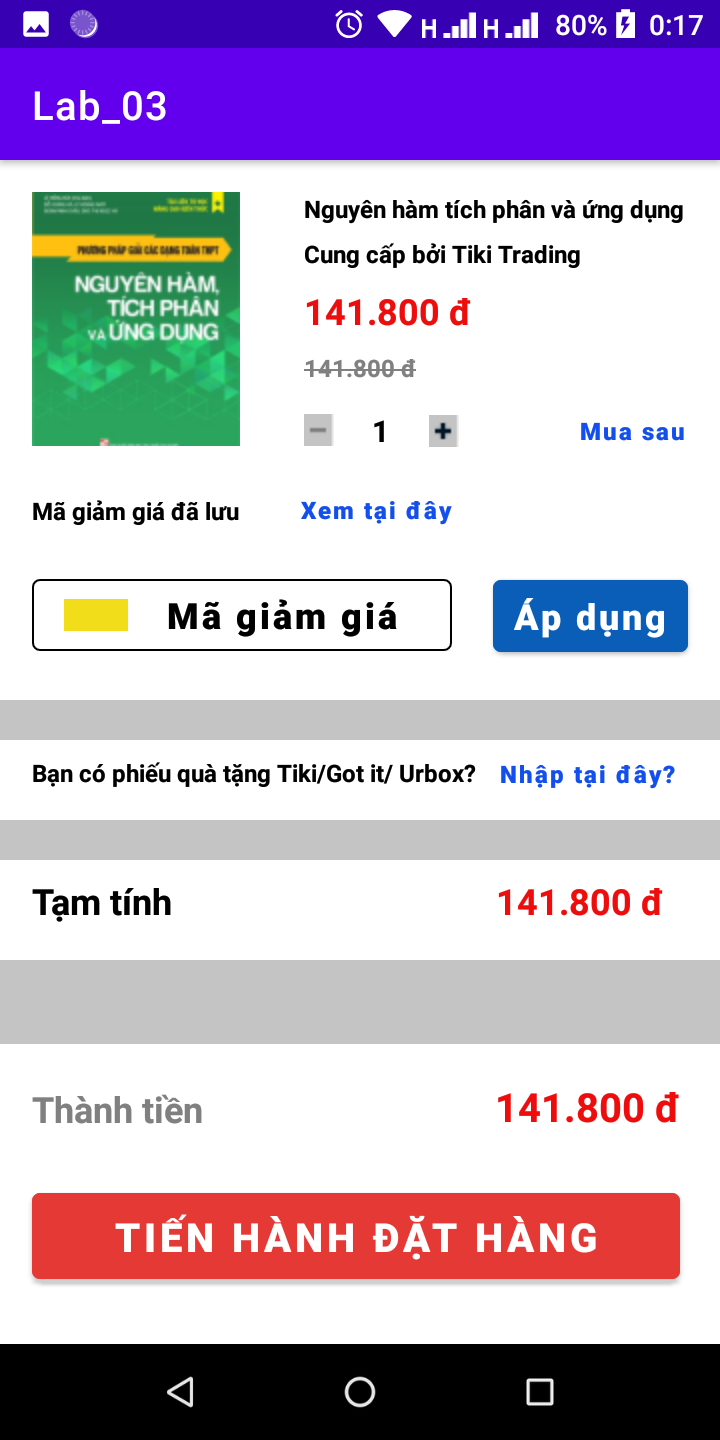 H H 80% 0:17
Lab_03
PHƯƠNG PHÁP GIẢI CÁC DẠNG TOÁN THPT
NGUYÊN HÀM,
TÍCH PHÂN
VÀ ỨNG DỤNG
Nguyên hàm tích phân và ứng dụng
Cung cấp bởi Tiki Trading
141.800 đ
141.800 đ
1
Mua sau
Mã giảm giá đã lưu
Xem tại đây
Mã giảm giá
Áp dụng
Bạn có phiếu quà tặng Tiki/Got it/ Urbox?
Nhập tại đây?
Tạm tính
141.800 đ
Thành tiền
141.800 đ
TIẾN HÀNH ĐẶT HÀNG